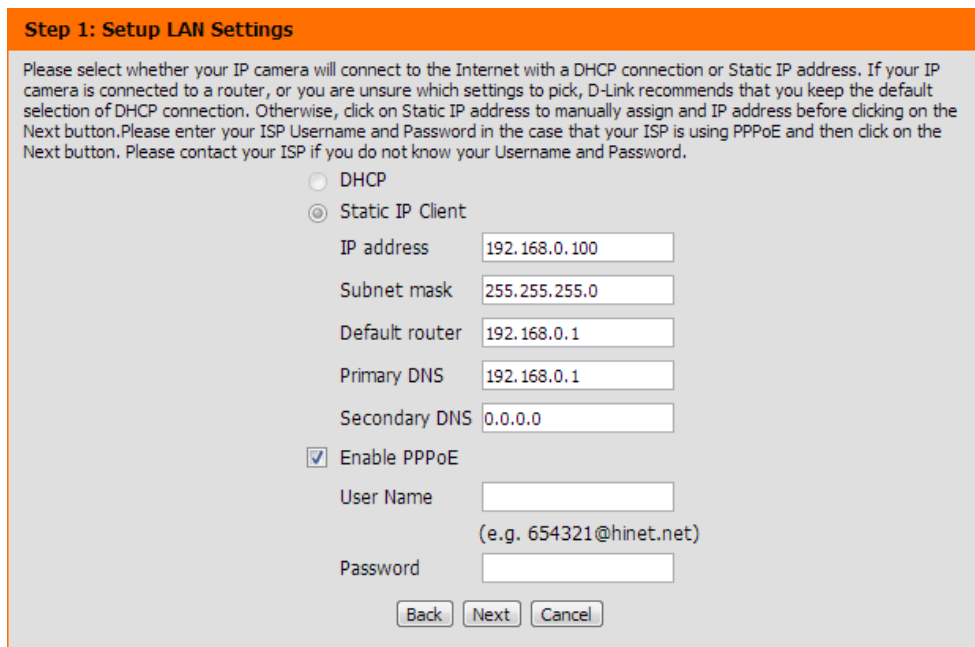 Step 1: Setup LAN Settings
Please select whether your IP camera will connect to the Internet with a DHCP connection or Static IP address. If your IP
camera is connected to a router, or you are unsure which settings to pick, D-Link recommends that you keep the default
selection of DHCP connection. Otherwise, click on Static IP address to manually assign and IP address before clicking on the
Next button.Please enter your ISP Username and Password in the case that your ISP is using PPPoE and then click on the
Next button. Please contact your ISP if you do not know your Username and Password.
DHCP
Static IP Client
IP address 192.168.0.100
Subnet mask 255.255.255.0
Default router 192.168.0.1
Primary DNS 192.168.0.1
Secondary DNS 0.0.0.0
Enable PPPoE
User Name
(e.g. 654321@hinet.net)
Password
Back Next Cancel